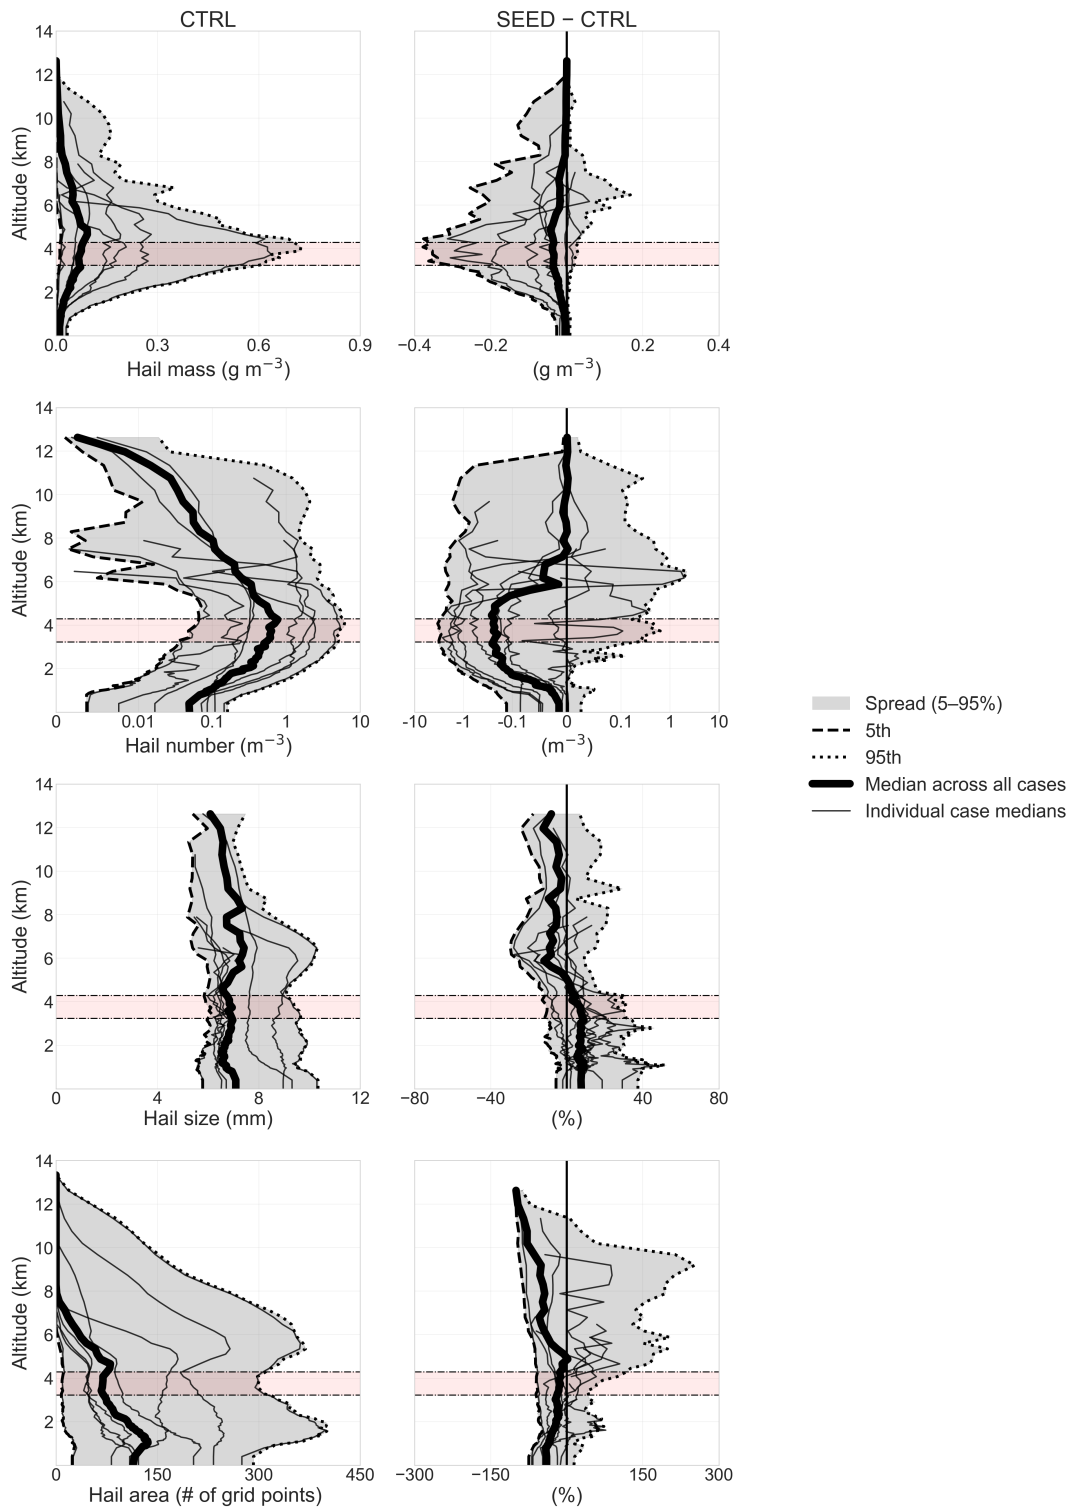 CTRL
SEED − CTRL
14
12
10
8
6
4
2
Altitude (km)
0.0 0.3 0.6 0.9
−0.4 −0.2 0.2 0.4
Hail mass (g m⁻³)
(g m⁻³)
14
12
10
8
6
4
2
Altitude (km)
0 0.01 0.1 1 10
-10 -1 -0.1 0 0.1 1 10
Hail number (m⁻³)
(m⁻³)
Spread (5–95%)
5th
95th
Median across all cases
Individual case medians
14
12
10
8
6
4
2
Altitude (km)
0 4 8 12
−80 −40 0 40 80
Hail size (mm)
(%)
14
12
10
8
6
4
2
Altitude (km)
0 150 300 450
−300 −150 0 150 300
Hail area (# of grid points)
(%)